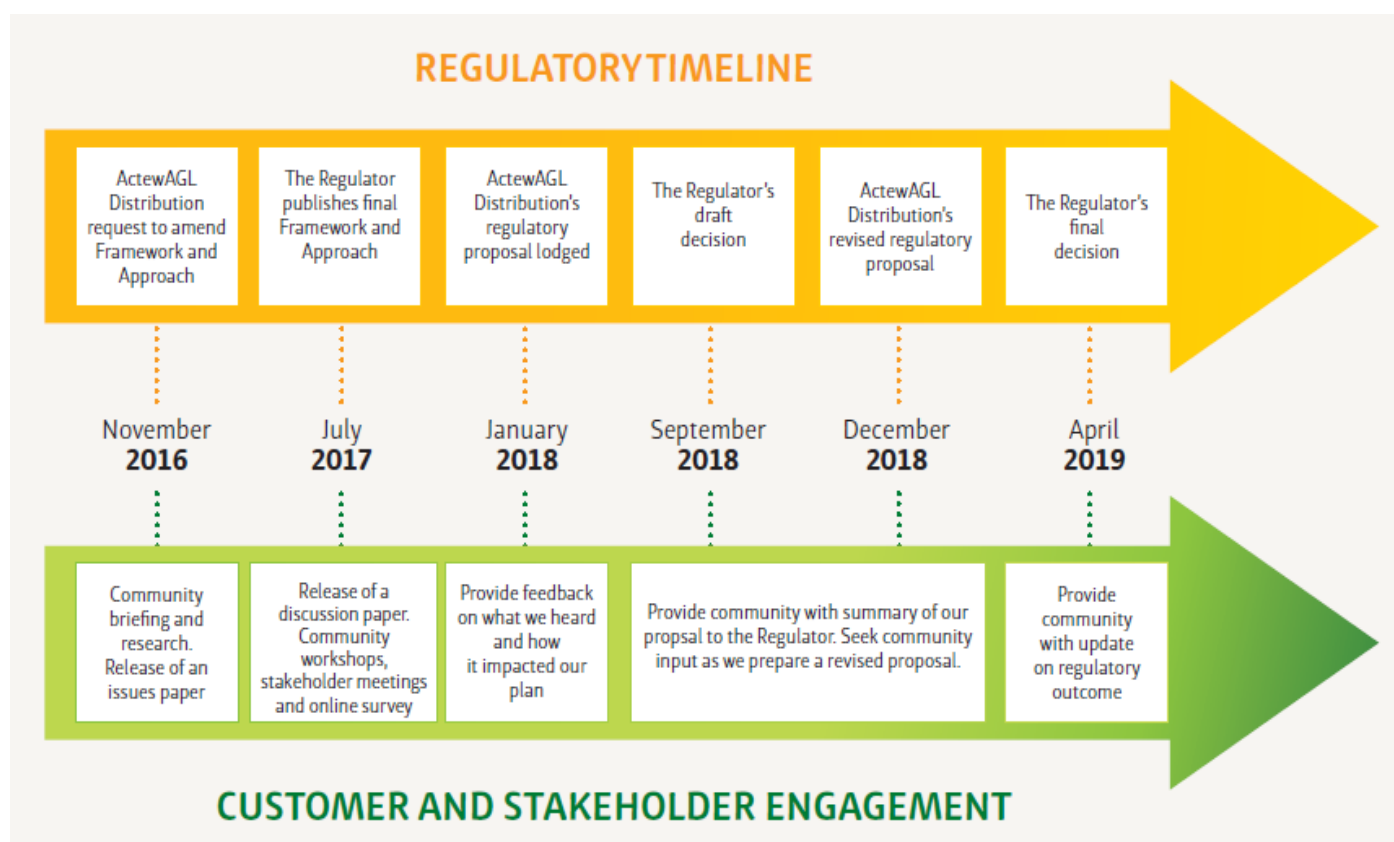 REGULATORY TIMELINE
ActewAGL
Distribution
request to amend
Framework and
Approach
The Regulator
publishes final
Framework and
Approach
ActewAGL
Distribution's
regulatory
proposal lodged
The Regulator's
draft
decision
ActewAGL
Distribution's
revised regulatory
proposal
The Regulator's
final
decision
November
2016
July
2017
January
2018
September
2018
December
2018
April
2019
Community
briefing and
research.
Release of an
issues paper
Release of a
discussion paper.
Community
workshops,
stakeholder meetings
and online survey
Provide feedback
on what we heard
and how
it impacted our
plan
Provide community with summary of our
propsal to the Regulator. Seek community
input as we prepare a revised proposal.
Provide
community
with update
on regulatory
outcome
CUSTOMER AND STAKEHOLDER ENGAGEMENT